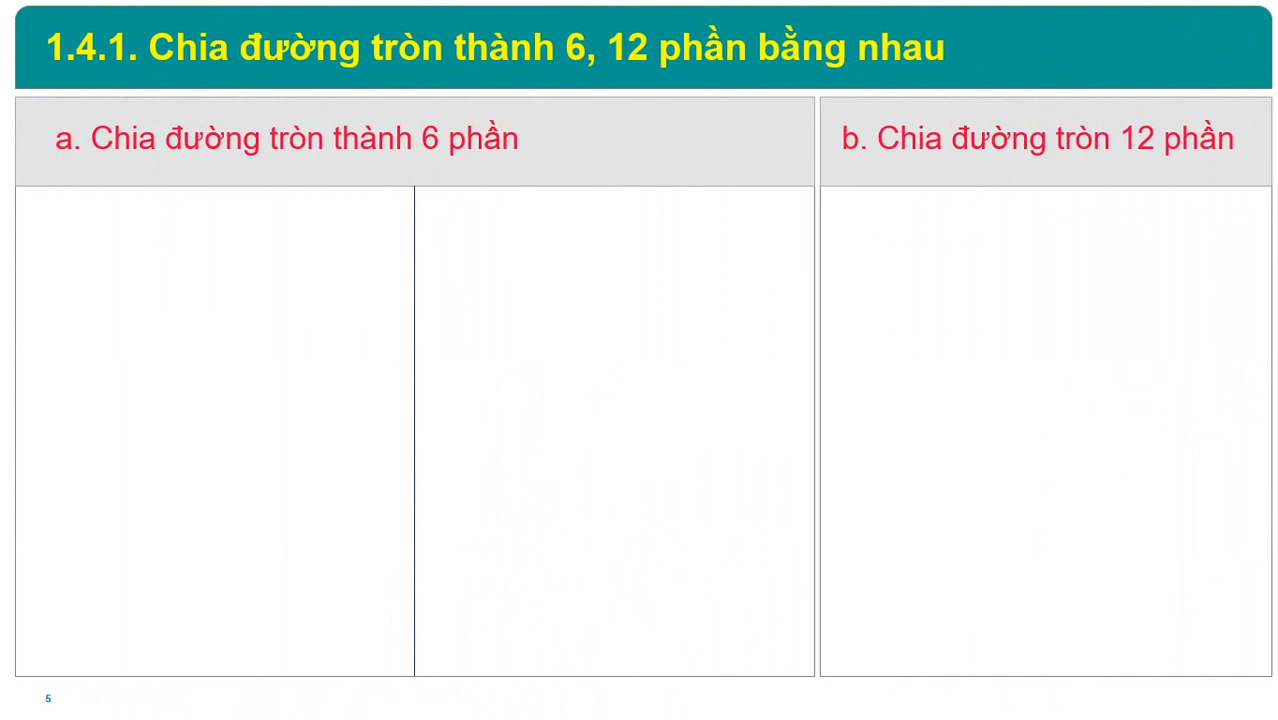 1.4.1. Chia đường tròn thành 6, 12 phần bằng nhau
a. Chia đường tròn thành 6 phần
b. Chia đường tròn 12 phần
5